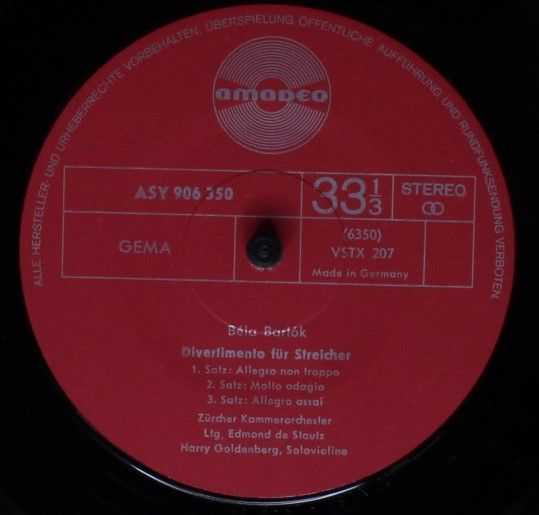 ALLE HERSTELLER- UND URHEBERRECHTE VORBEHALTEN. ÜBERSPIELUNG, ÖFFENTLICHE AUFFÜHRUNG UND RUNDFUNKSENDUNG VERBOTEN
AMADEO
ASY 906 350
33 1/3
STEREO
GEMA
(6350)
VSTX 207
Made in Germany
Béla Bartók
Divertimento für Streicher
1. Satz: Allegro non troppo
2. Satz: Molto adagio
3. Satz: Allegro assai
Zürcher Kammerorchester
Ltg. Edmond de Stoutz
Harry Goldenberg, Solovioline